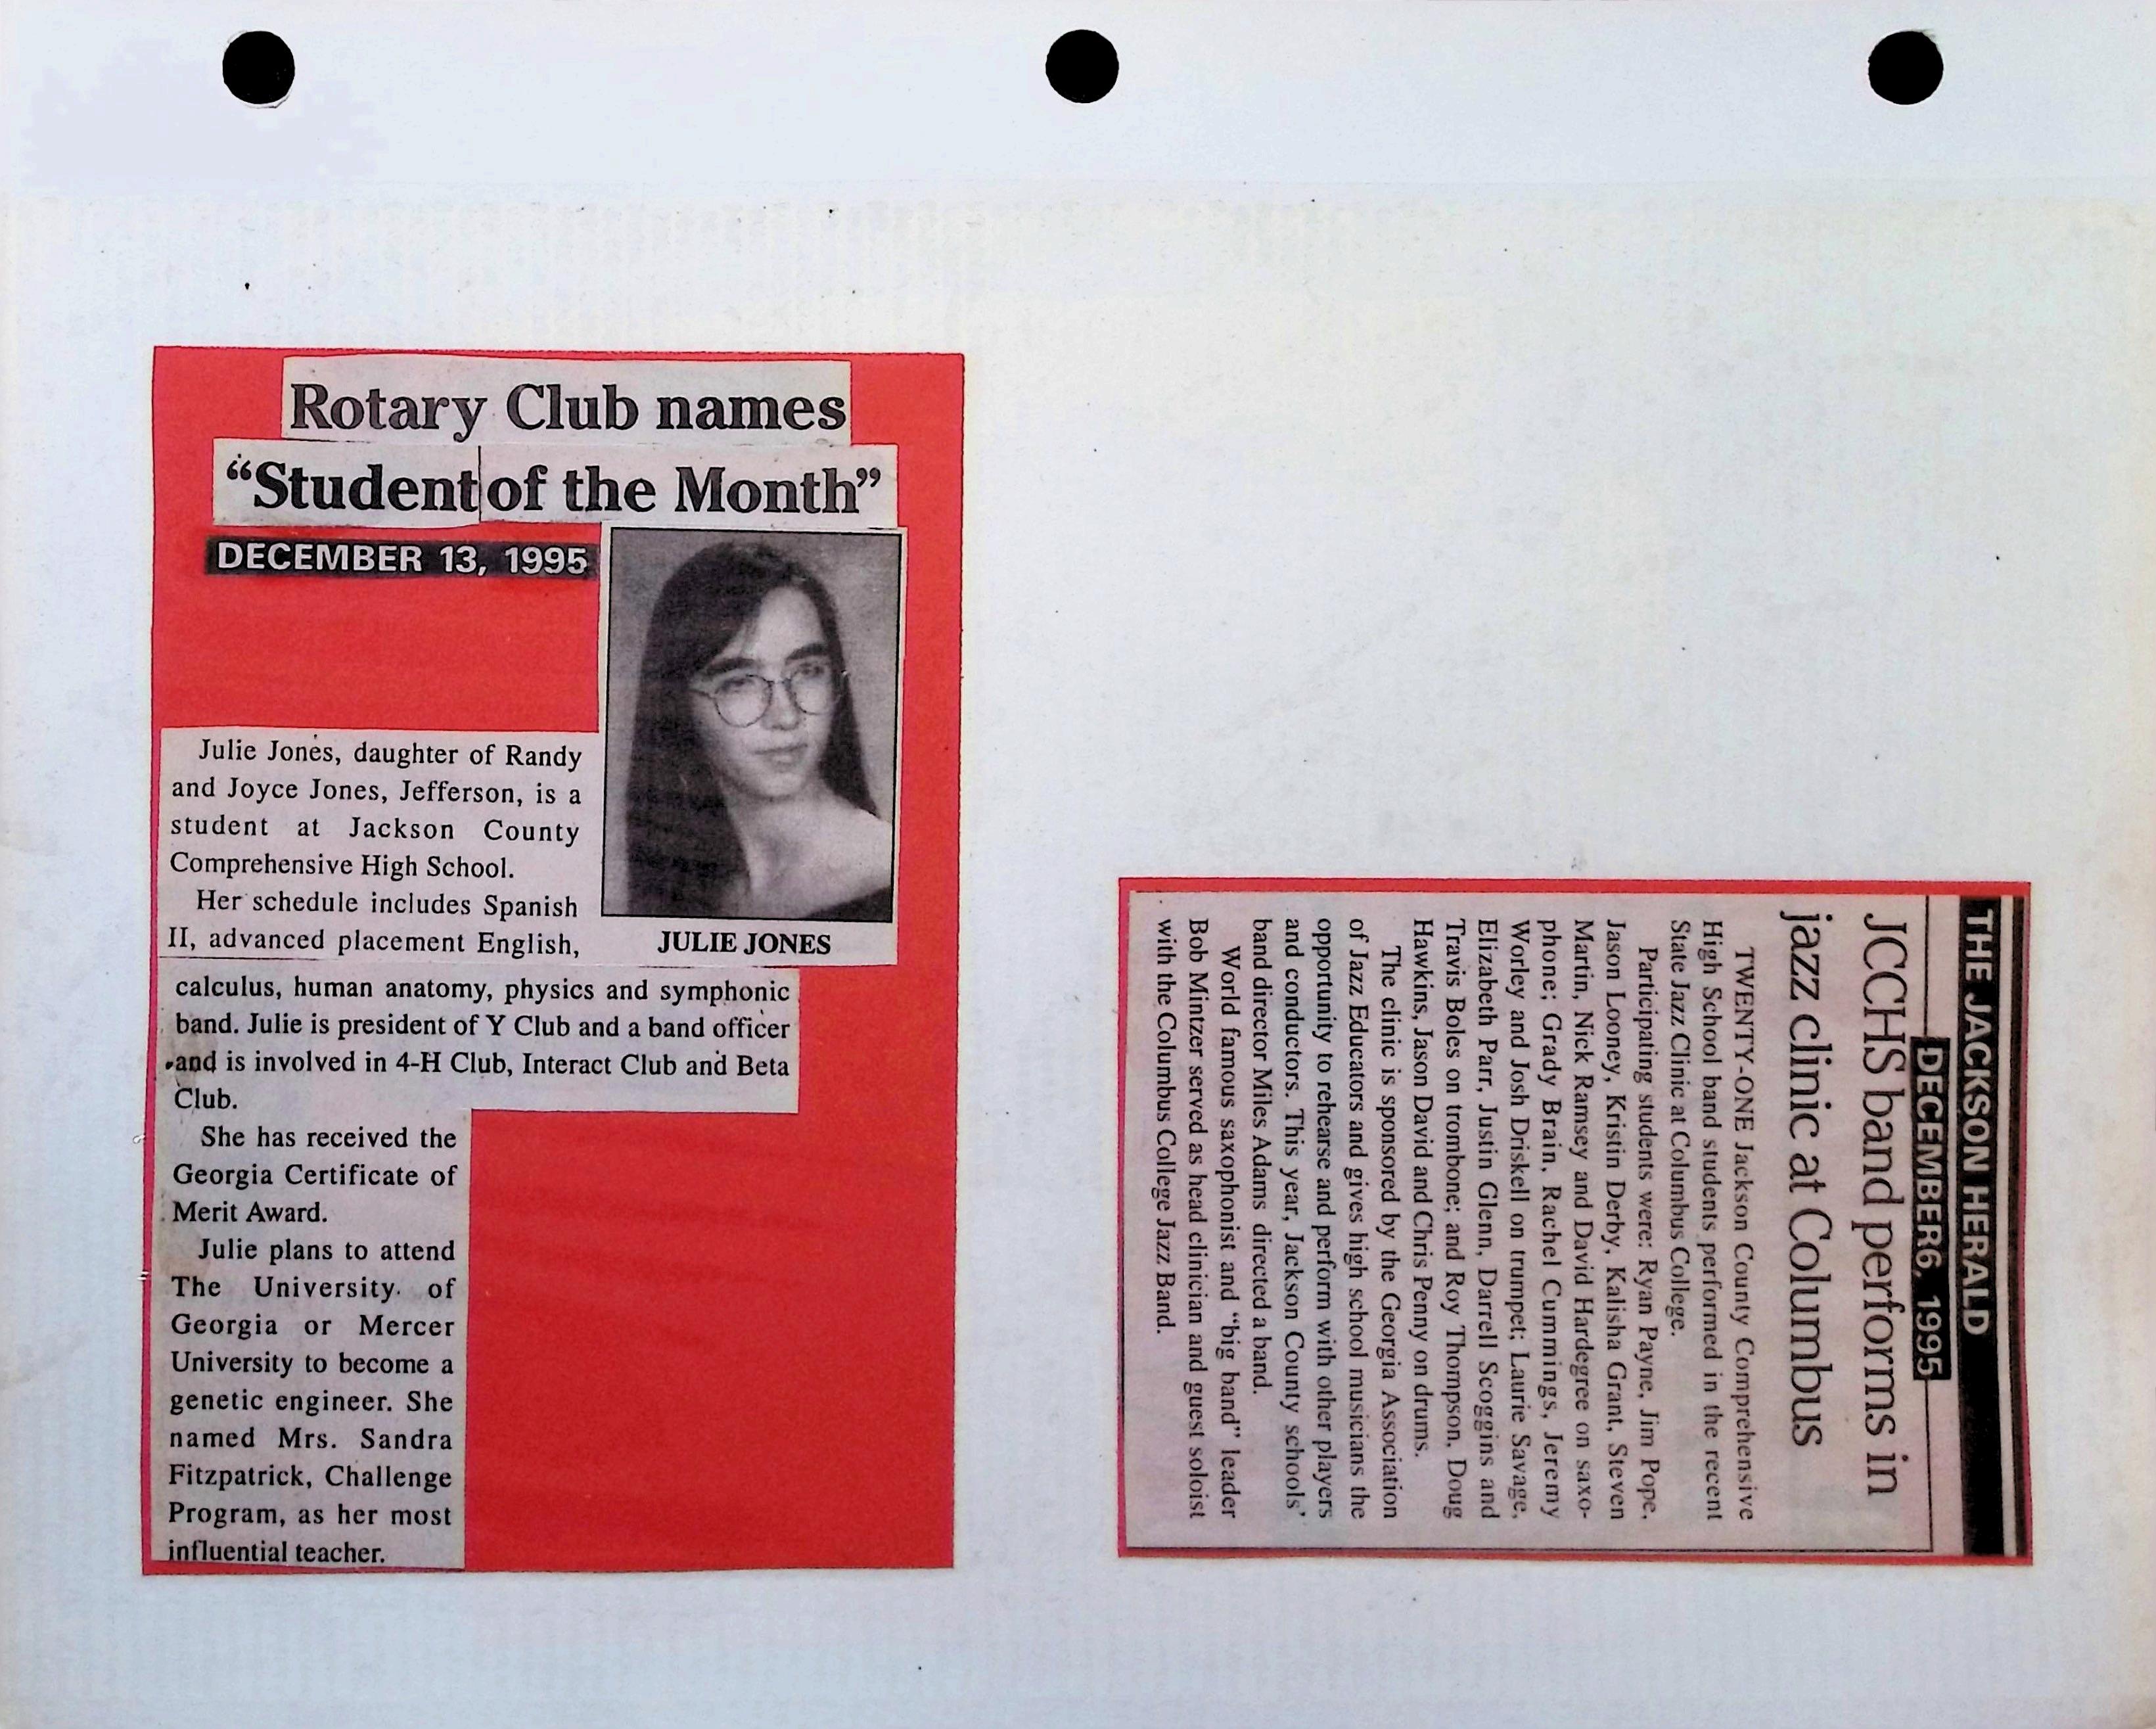 Rotary Club names
“Student of the Month”
DECEMBER 13, 1995
Julie Jones, daughter of Randy
and Joyce Jones, Jefferson, is a
student at Jackson County
Comprehensive High School.
Her schedule includes Spanish
II, advanced placement English,
JULIE JONES
calculus, human anatomy, physics and symphonic
band. Julie is president of Y Club and a band officer
and is involved in 4-H Club, Interact Club and Beta
Club.
She has received the
Georgia Certificate of
Merit Award.
Julie plans to attend
The University of
Georgia or Mercer
University to become a
genetic engineer. She
named Mrs. Sandra
Fitzpatrick, Challenge
Program, as her most
influential teacher.
THE JACKSON HERALD
DECEMBER 6, 1995
JCCHS band performs in
jazz clinic at Columbus
TWENTY-ONE Jackson County Comprehensive
High School band students performed in the recent
State Jazz Clinic at Columbus College.
Participating students were: Ryan Payne, Jim Pope,
Jason Looney, Kristin Derby, Kalisha Grant, Steven
Martin, Nick Ramsey and David Hardegree on saxo-
phone; Grady Brain, Rachel Cummings, Jeremy
Worley and Josh Driskell on trumpet; Laurie Savage,
Elizabeth Parr, Justin Glenn, Darrell Scoggins and
Travis Boles on trombone; and Roy Thompson, Doug
Hawkins, Jason David and Chris Penny on drums.
The clinic is sponsored by the Georgia Association
of Jazz Educators and gives high school musicians the
opportunity to rehearse and perform with other players
and conductors. This year, Jackson County schools’
band director Miles Adams directed a band.
World famous saxophonist and “big band” leader
Bob Mintzer served as head clinician and guest soloist
with the Columbus College Jazz Band.